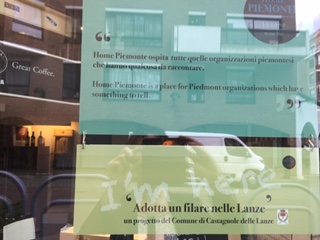 PIEMONTE
Great Coffee.
Home Piemonte ospita tutte quelle organizzazioni piemontesi
che hanno qualcosa da raccontare.
Home Piemonte is a place for Piedmont organizations which have
something to tell.
I'm here
"Adotta un filare nelle Lanze"
un progetto del Comune di Castagnole delle Lanze